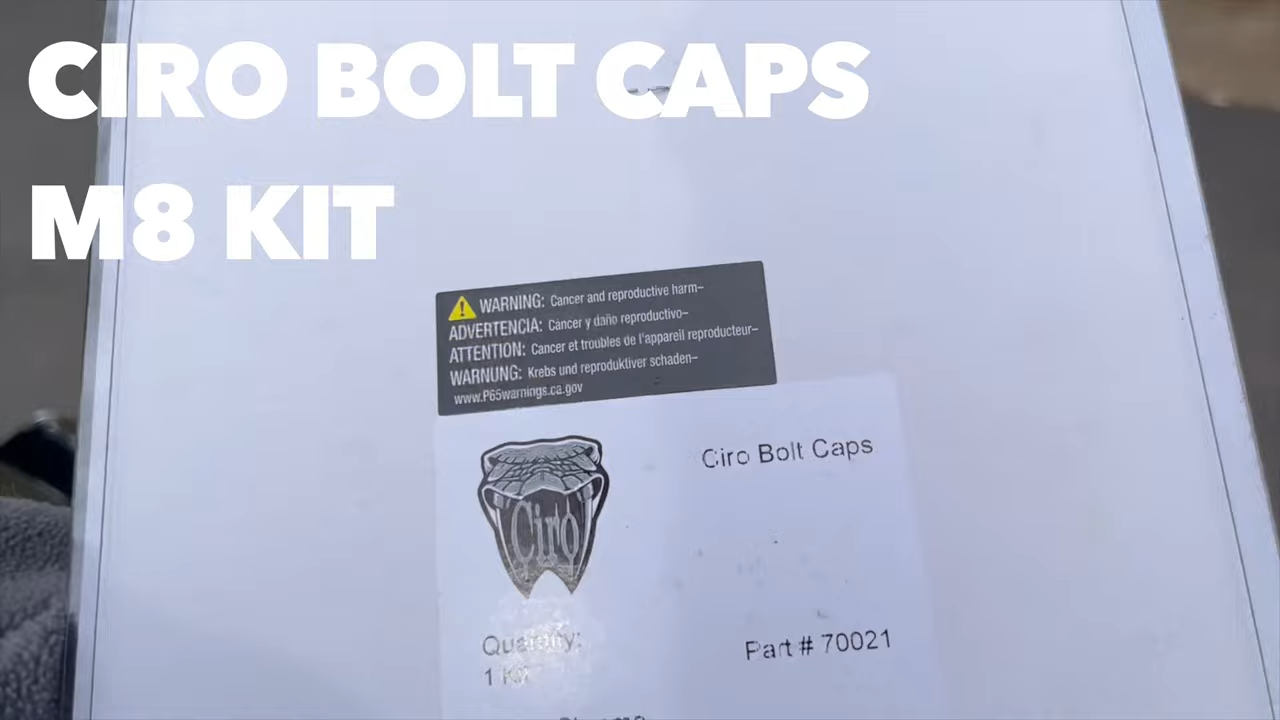 CIRO BOLT CAPS
M8 KIT
WARNING: Cancer and reproductive harm–
ADVERTENCIA: Cáncer y daño reproductivo–
ATTENTION: Cancer et troubles de l'appareil reproducteur–
WARNUNG: Krebs und reproduktiver schaden–
www.P65warnings.ca.gov
Ciro Bolt Caps
Ciro
Quantity:
Part # 70021
1 Kit